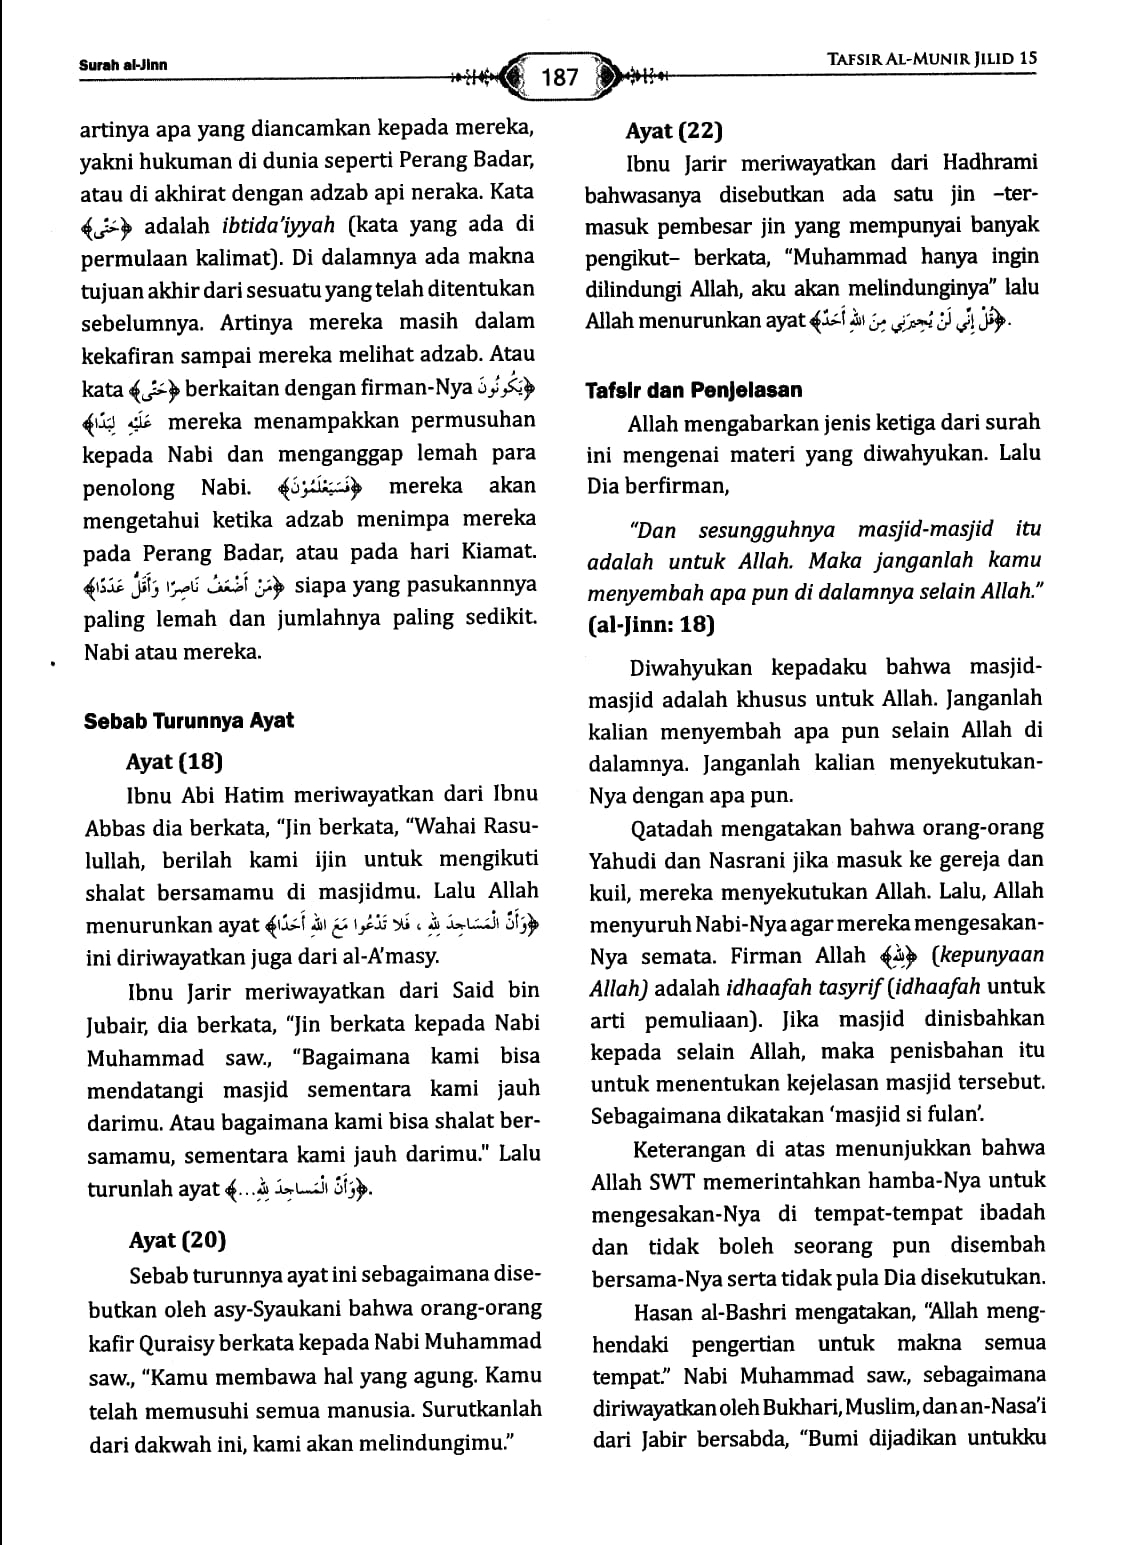 Surah al-Jinn
187
TAFSIR AL-MUNIR JILID 15
artinya apa yang diancamkan kepada mereka,
yakni hukuman di dunia seperti Perang Badar,
atau di akhirat dengan adzab api neraka. Kata
﴿حَتَّى﴾ adalah ibtida’iyyah (kata yang ada di
permulaan kalimat). Di dalamnya ada makna
tujuan akhir dari sesuatu yang telah ditentukan
sebelumnya. Artinya mereka masih dalam
kekafiran sampai mereka melihat adzab. Atau
kata ﴿حَتَّى﴾ berkaitan dengan firman-Nya ﴿يَكُونُونَ
عَلَيْهِ لِبَدًا﴾ mereka menampakkan permusuhan
kepada Nabi dan menganggap lemah para
penolong Nabi. ﴿فَسَيَعْلَمُوْنَ﴾ mereka akan
mengetahui ketika adzab menimpa mereka
pada Perang Badar, atau pada hari Kiamat.
﴿مَنْ أَضْعَفُ نَاصِرًا وَأَقَلُّ عَدَدًا﴾ siapa yang pasukannnya
paling lemah dan jumlahnya paling sedikit.
Nabi atau mereka.
Sebab Turunnya Ayat
Ayat (18)
Ibnu Abi Hatim meriwayatkan dari Ibnu
Abbas dia berkata, “Jin berkata, “Wahai Rasu-
lullah, berilah kami ijin untuk mengikuti
shalat bersamamu di masjidmu. Lalu Allah
menurunkan ayat ﴿وَأَنَّ الْمَسَاجِدَ لِلَّهِ ، فَلا تَدْعُوا مَعَ اللهِ أَحَدًا﴾
ini diriwayatkan juga dari al-A’masy.
Ibnu Jarir meriwayatkan dari Said bin
Jubair, dia berkata, “Jin berkata kepada Nabi
Muhammad saw., “Bagaimana kami bisa
mendatangi masjid sementara kami jauh
darimu. Atau bagaimana kami bisa shalat ber-
samamu, sementara kami jauh darimu." Lalu
turunlah ayat ﴿وَأَنَّ الْمَساجِدَ لِلَّهِ...﴾.
Ayat (20)
Sebab turunnya ayat ini sebagaimana dise-
butkan oleh asy-Syaukani bahwa orang-orang
kafir Quraisy berkata kepada Nabi Muhammad
saw., “Kamu membawa hal yang agung. Kamu
telah memusuhi semua manusia. Surutkanlah
dari dakwah ini, kami akan melindungimu.”
Ayat (22)
Ibnu Jarir meriwayatkan dari Hadhrami
bahwasanya disebutkan ada satu jin –ter-
masuk pembesar jin yang mempunyai banyak
pengikut– berkata, “Muhammad hanya ingin
dilindungi Allah, aku akan melindunginya” lalu
Allah menurunkan ayat ﴿قُلْ إِنِّي لَنْ يُجِيرَنِي مِنَ اللهِ أَحَدٌ﴾.
Tafsir dan Penjelasan
Allah mengabarkan jenis ketiga dari surah
ini mengenai materi yang diwahyukan. Lalu
Dia berfirman,
“Dan sesungguhnya masjid-masjid itu
adalah untuk Allah. Maka janganlah kamu
menyembah apa pun di dalamnya selain Allah.”
(al-Jinn: 18)
Diwahyukan kepadaku bahwa masjid-
masjid adalah khusus untuk Allah. Janganlah
kalian menyembah apa pun selain Allah di
dalamnya. Janganlah kalian menyekutukan-
Nya dengan apa pun.
Qatadah mengatakan bahwa orang-orang
Yahudi dan Nasrani jika masuk ke gereja dan
kuil, mereka menyekutukan Allah. Lalu, Allah
menyuruh Nabi-Nya agar mereka mengesakan-
Nya semata. Firman Allah ﴿لِلَّهِ﴾ (kepunyaan
Allah) adalah idhaafah tasyrif (idhaafah untuk
arti pemuliaan). Jika masjid dinisbahkan
kepada selain Allah, maka penisbahan itu
untuk menentukan kejelasan masjid tersebut.
Sebagaimana dikatakan ‘masjid si fulan’.
Keterangan di atas menunjukkan bahwa
Allah SWT memerintahkan hamba-Nya untuk
mengesakan-Nya di tempat-tempat ibadah
dan tidak boleh seorang pun disembah
bersama-Nya serta tidak pula Dia disekutukan.
Hasan al-Bashri mengatakan, “Allah meng-
hendaki pengertian untuk makna semua
tempat.” Nabi Muhammad saw., sebagaimana
diriwayatkan oleh Bukhari, Muslim, dan an-Nasa’i
dari Jabir bersabda, “Bumi dijadikan untukku